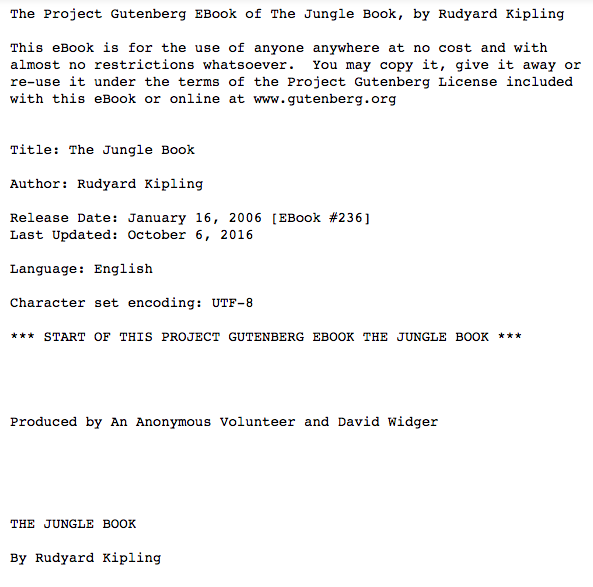 The Project Gutenberg EBook of The Jungle Book, by Rudyard Kipling
This eBook is for the use of anyone anywhere at no cost and with
almost no restrictions whatsoever.  You may copy it, give it away or
re-use it under the terms of the Project Gutenberg License included
with this eBook or online at www.gutenberg.org
Title: The Jungle Book
Author: Rudyard Kipling
Release Date: January 16, 2006 [EBook #236]
Last Updated: October 6, 2016
Language: English
Character set encoding: UTF-8
*** START OF THIS PROJECT GUTENBERG EBOOK THE JUNGLE BOOK ***
Produced by An Anonymous Volunteer and David Widger
THE JUNGLE BOOK
By Rudyard Kipling